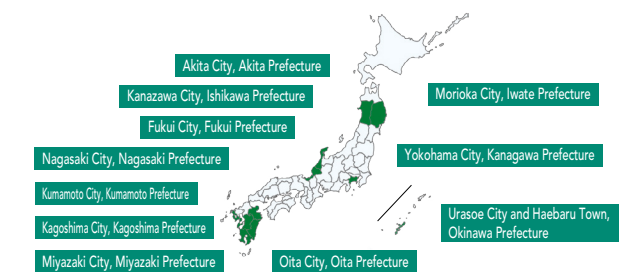 Akita City, Akita Prefecture
Kanazawa City, Ishikawa Prefecture
Fukui City, Fukui Prefecture
Nagasaki City, Nagasaki Prefecture
Kumamoto City, Kumamoto Prefecture
Kagoshima City, Kagoshima Prefecture
Miyazaki City, Miyazaki Prefecture
Oita City, Oita Prefecture
Morioka City, Iwate Prefecture
Yokohama City, Kanagawa Prefecture
Urasoe City and Haebaru Town,
Okinawa Prefecture